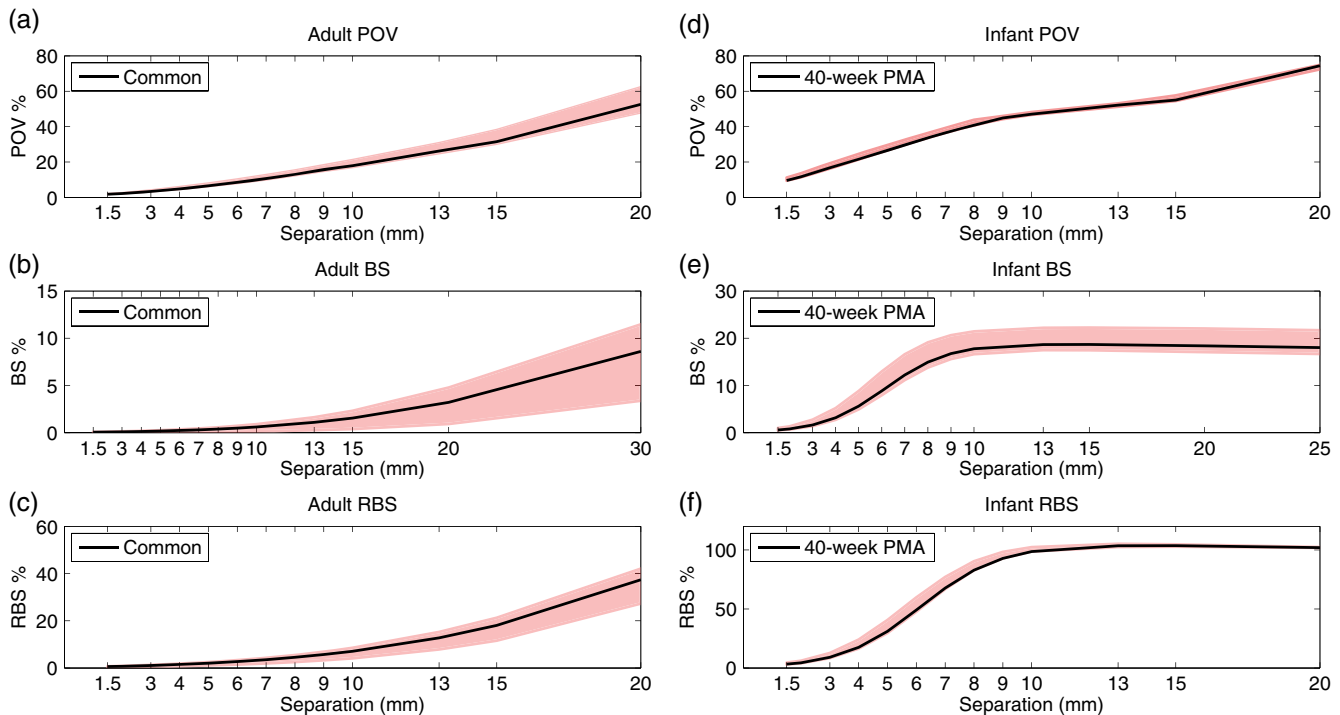 (a)
Adult POV
Common
POV %
80
60
40
20
0
1.5 3 4 5 6 7 8 9 10 13 15 20
Separation (mm)
(b)
Adult BS
Common
BS %
15
10
5
0
1.5 3 4 5 6 7 8 9 10 13 15 20 30
Separation (mm)
(c)
Adult RBS
Common
RBS %
60
40
20
0
1.5 3 4 5 6 7 8 9 10 13 15 20
Separation (mm)
(d)
Infant POV
40-week PMA
POV %
80
60
40
20
0
1.5 3 4 5 6 7 8 9 10 13 15 20
Separation (mm)
(e)
Infant BS
40-week PMA
BS %
30
20
10
0
1.5 3 4 5 6 7 8 9 10 13 15 20 25
Separation (mm)
(f)
Infant RBS
40-week PMA
RBS %
100
50
0
1.5 3 4 5 6 7 8 9 10 13 15 20
Separation (mm)